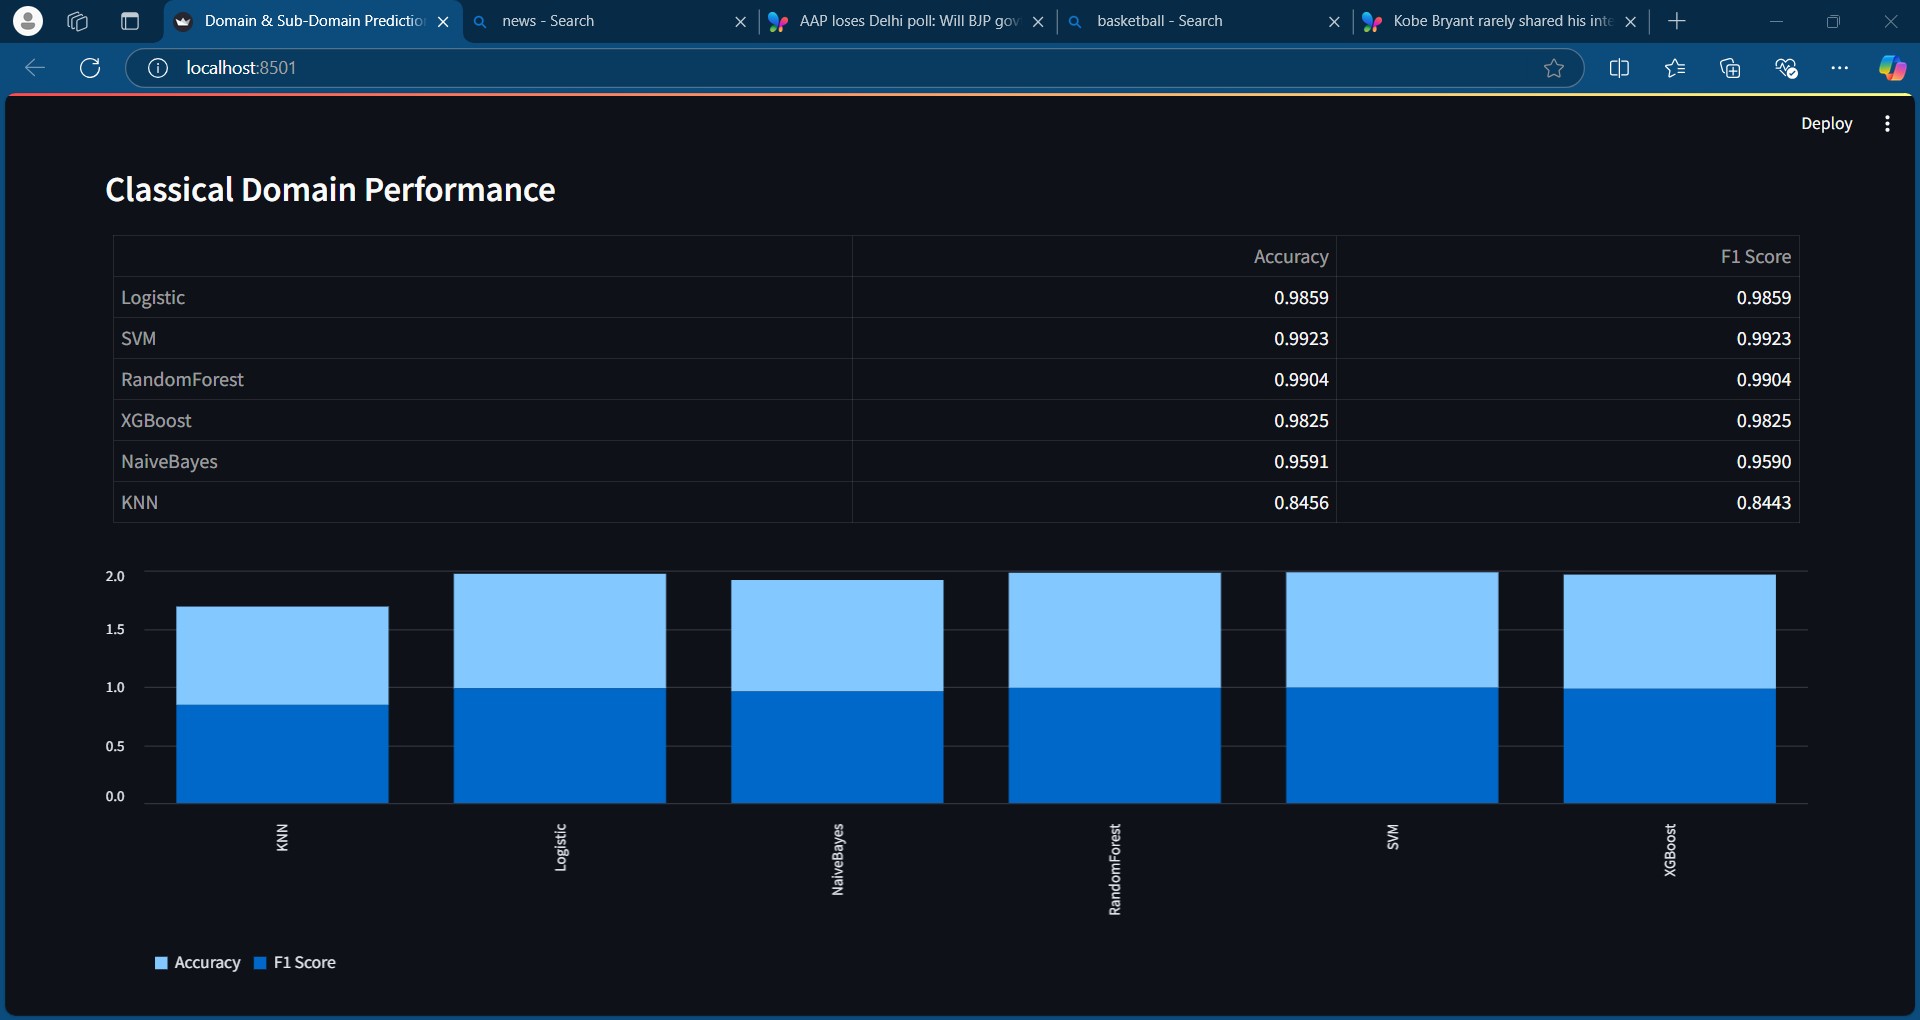 Domain & Sub-Domain Prediction
news - Search
AAP loses Delhi poll: Will BJP gov
basketball - Search
Kobe Bryant rarely shared his inte
localhost:8501
Deploy
Classical Domain Performance
Accuracy F1 Score
Logistic 0.9859 0.9859
SVM 0.9923 0.9923
RandomForest 0.9904 0.9904
XGBoost 0.9825 0.9825
NaiveBayes 0.9591 0.9590
KNN 0.8456 0.8443
2.0
1.5
1.0
0.5
0.0
KNN
Logistic
NaiveBayes
RandomForest
SVM
XGBoost
Accuracy F1 Score